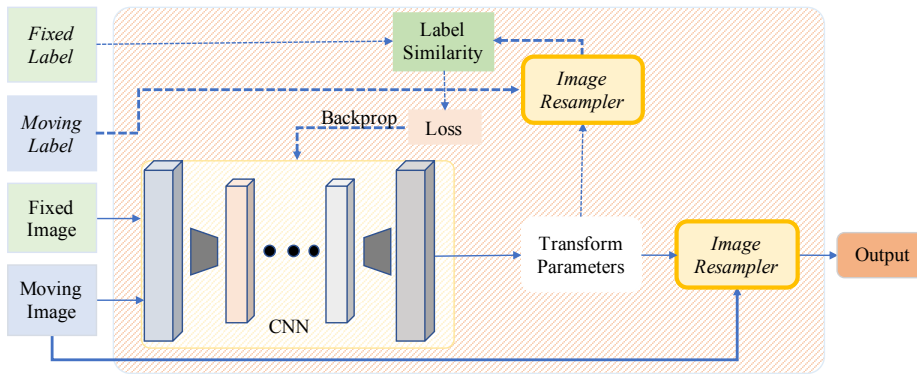 Fixed
Label
Label
Similarity
Image
Resampler
Moving
Label
Backprop
Loss
Fixed
Image
Transform
Parameters
Image
Resampler
Output
Moving
Image
CNN